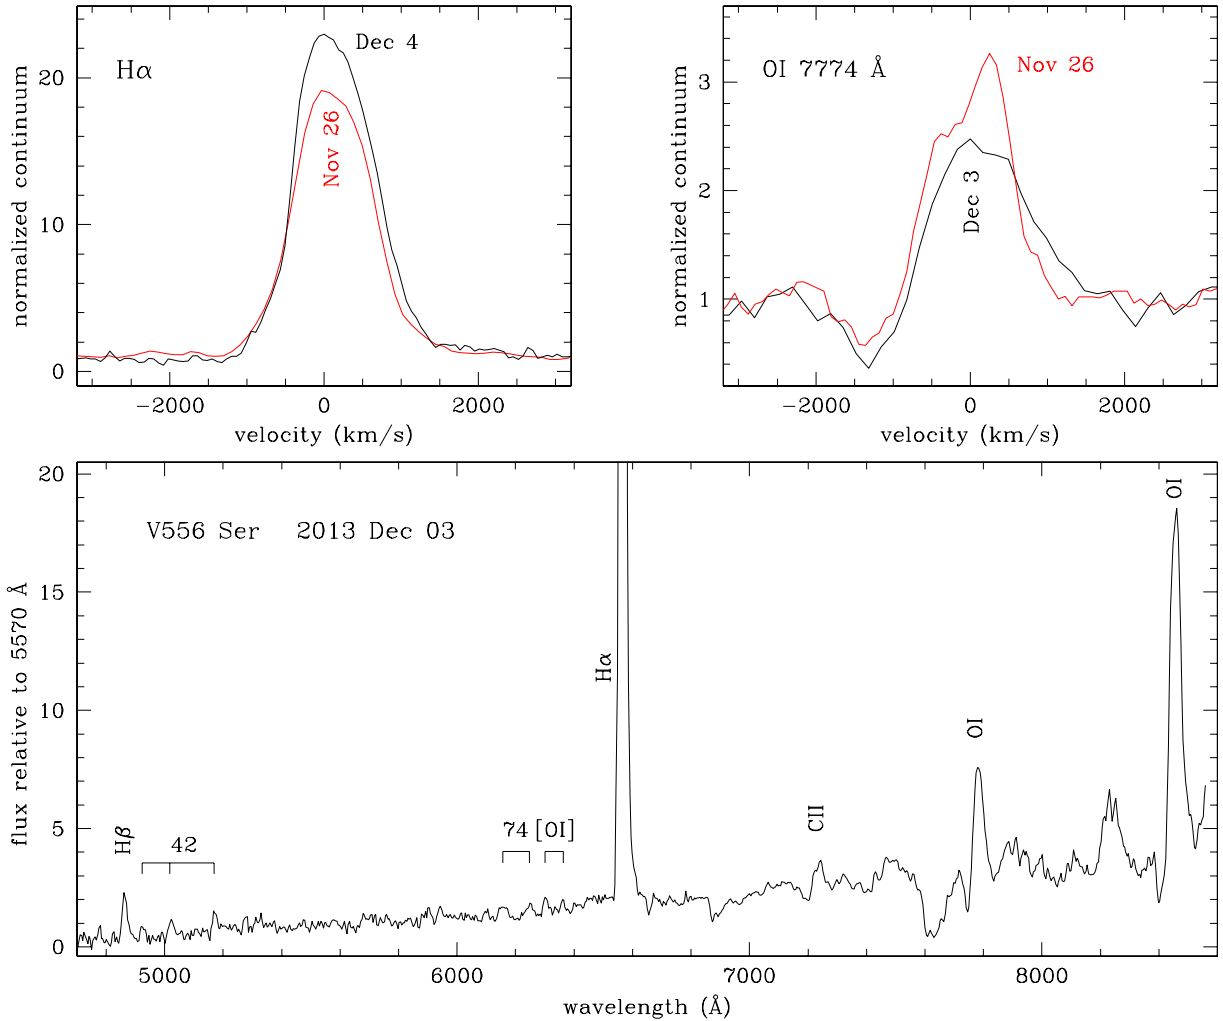 Hα
Dec 4
Nov 26
normalized continuum
20
10
0
−2000 0 2000
velocity (km/s)
OI 7774 Å
Nov 26
Dec 3
normalized continuum
3
2
1
−2000 0 2000
velocity (km/s)
V556 Ser 2013 Dec 03
flux relative to 5570 Å
20
15
10
5
0
Hβ
42
74 [OI]
Hα
CII
OI
OI
5000 6000 7000 8000
wavelength (Å)